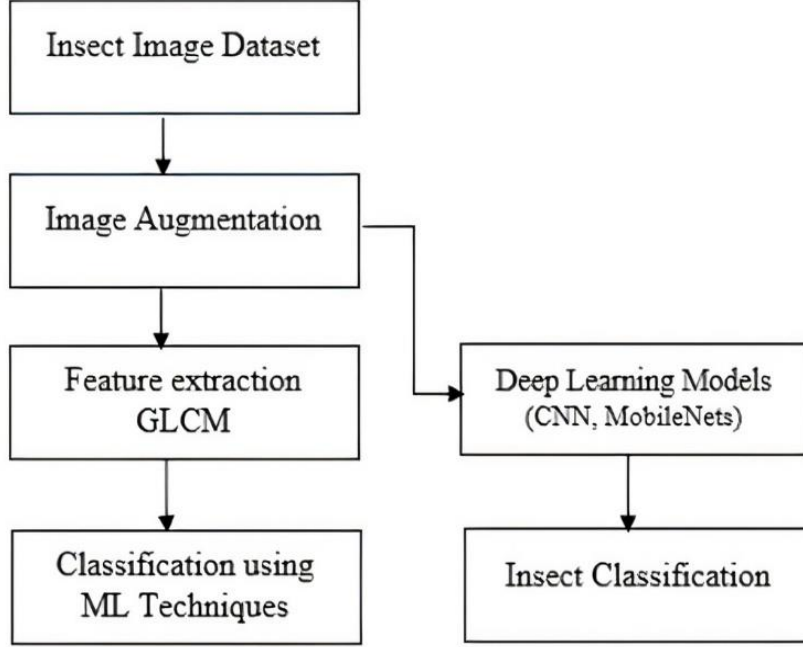 Insect Image Dataset
Image Augmentation
Feature extraction
GLCM
Classification using
ML Techniques
Deep Learning Models
(CNN, MobileNets)
Insect Classification